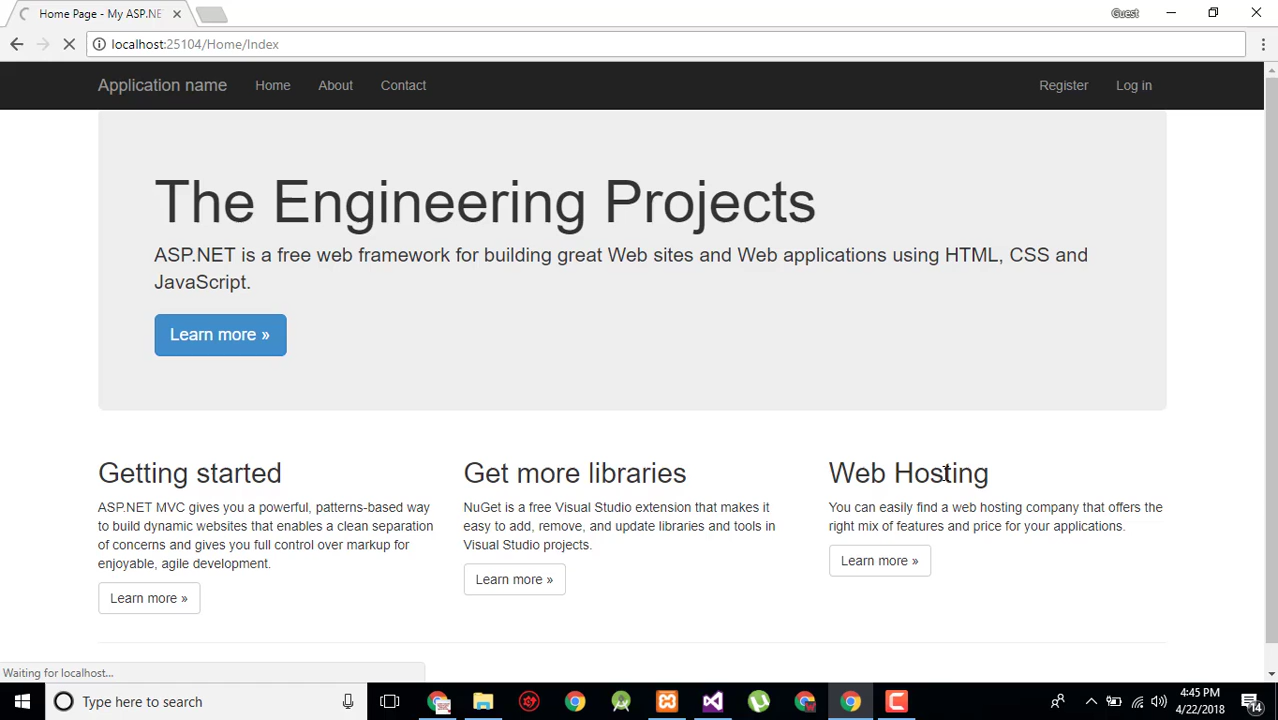 Home Page - My ASP.NE
Guest
localhost:25104/Home/Index
Application name Home About Contact Register Log in
The Engineering Projects
ASP.NET is a free web framework for building great Web sites and Web applications using HTML, CSS and
JavaScript.
Learn more »
Getting started
ASP.NET MVC gives you a powerful, patterns-based way
to build dynamic websites that enables a clean separation
of concerns and gives you full control over markup for
enjoyable, agile development.
Learn more »
Get more libraries
NuGet is a free Visual Studio extension that makes it
easy to add, remove, and update libraries and tools in
Visual Studio projects.
Learn more »
Web Hosting
You can easily find a web hosting company that offers the
right mix of features and price for your applications.
Learn more »
Waiting for localhost...
Type here to search
4:45 PM
4/22/2018
14